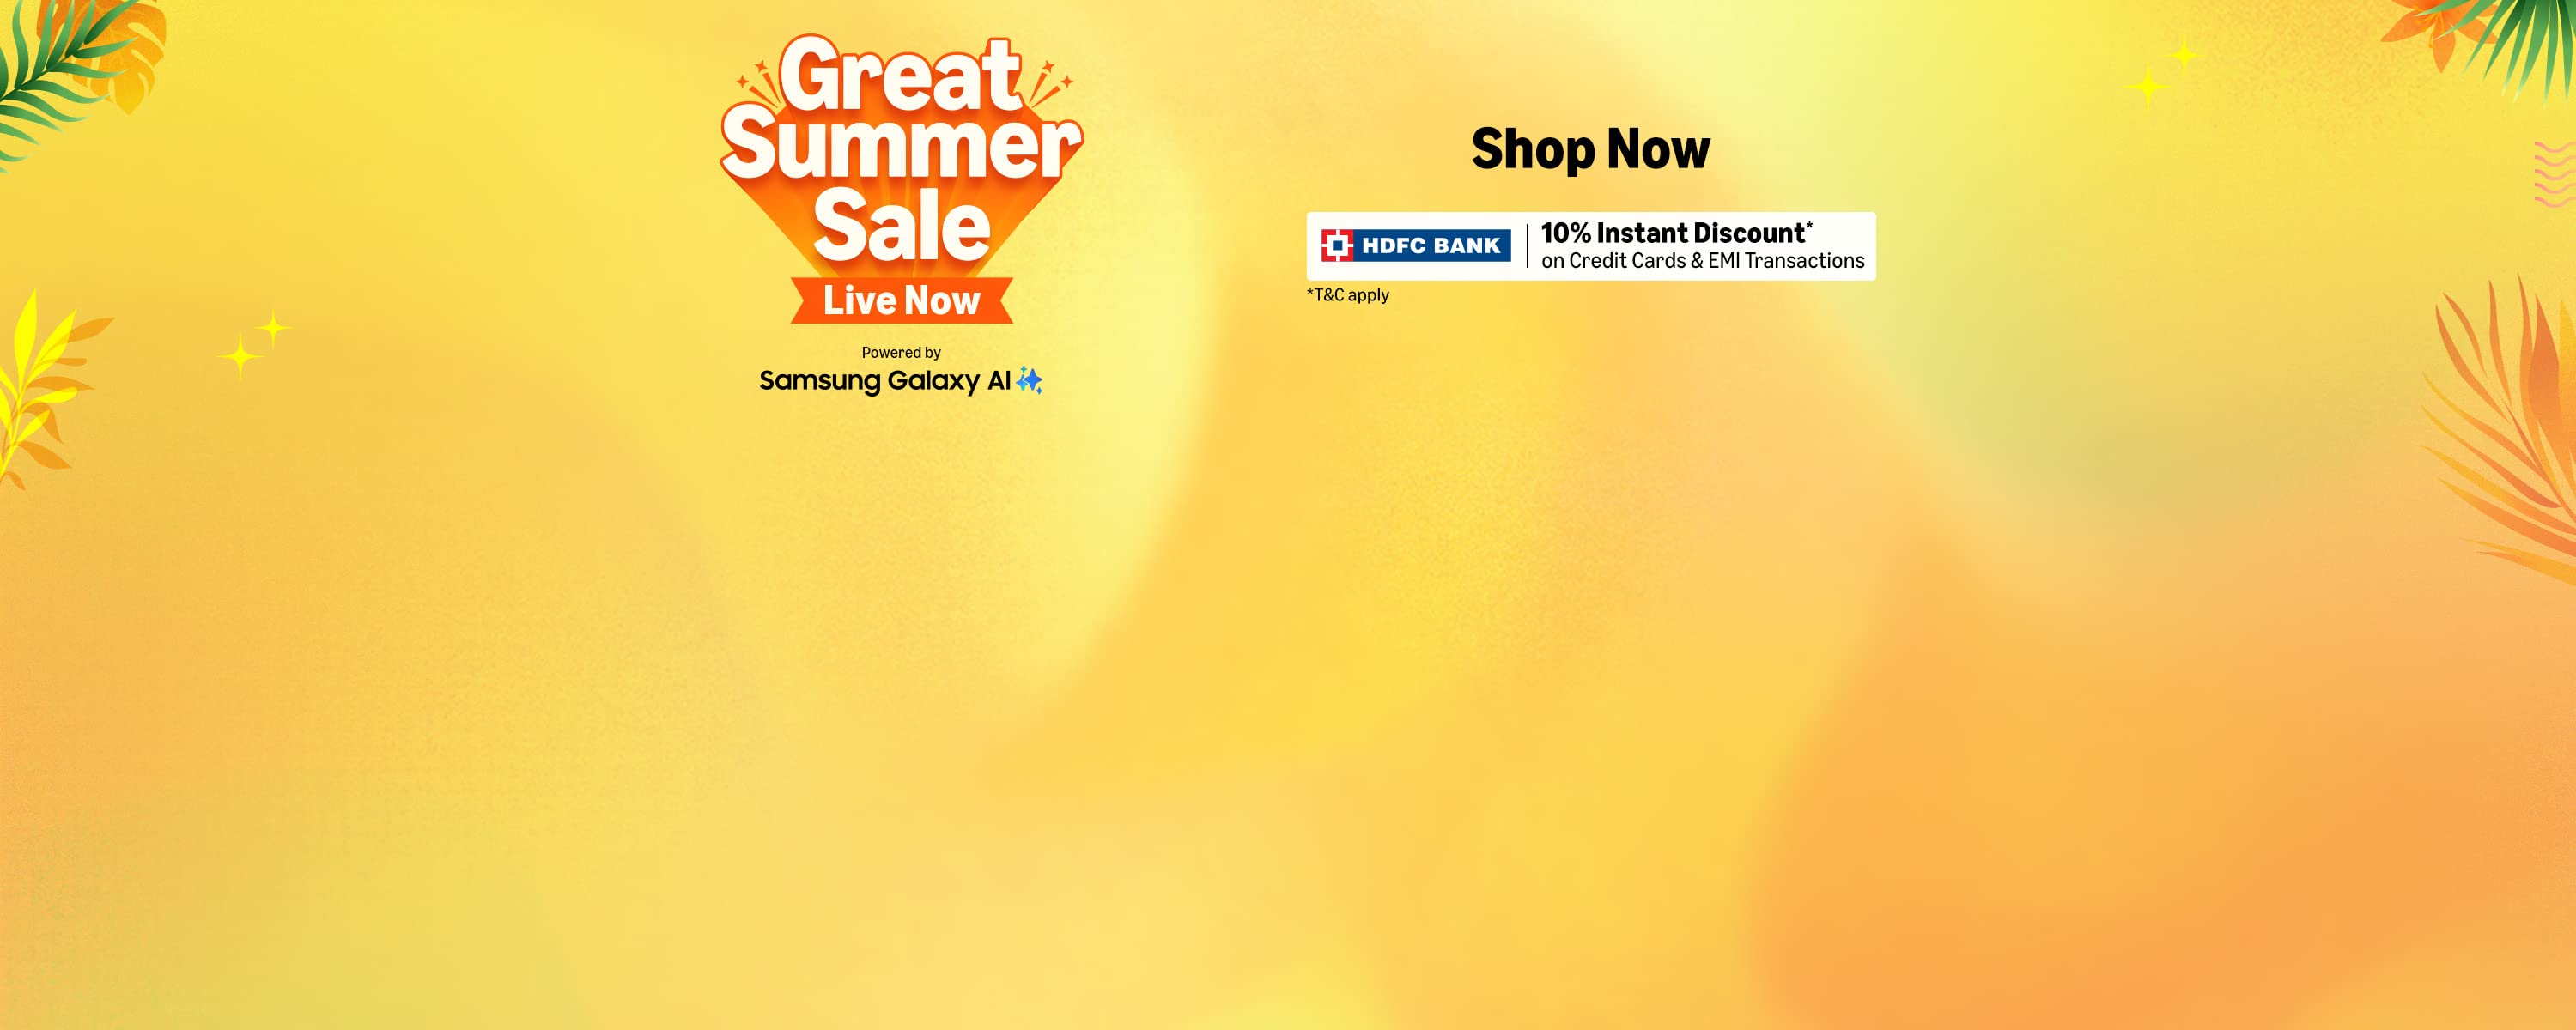 Great
Summer
Sale
Live Now
Powered by
Samsung Galaxy AI
Shop Now
HDFC BANK
10% Instant Discount*
on Credit Cards & EMI Transactions
*T&C apply